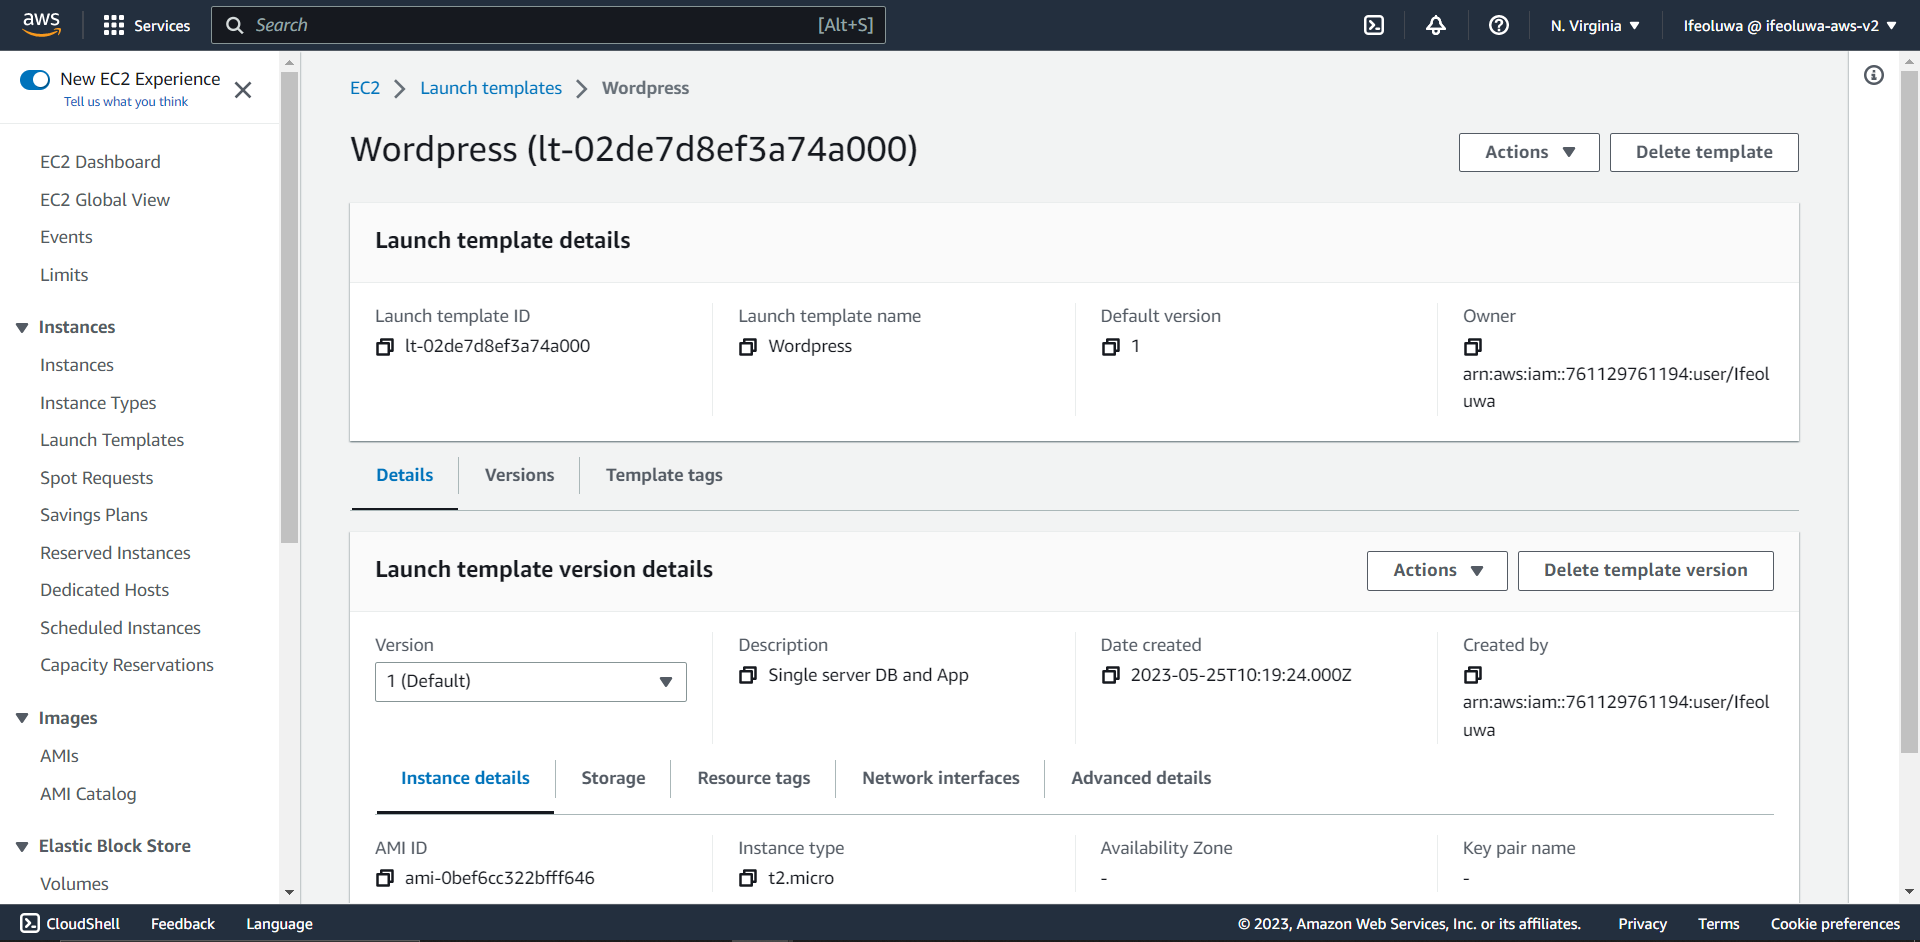 aws
Services
Search
[Alt+S]
N. Virginia
Ifeoluwa @ ifeoluwa-aws-v2
New EC2 Experience
Tell us what you think
EC2 Dashboard
EC2 Global View
Events
Limits
Instances
Instances
Instance Types
Launch Templates
Spot Requests
Savings Plans
Reserved Instances
Dedicated Hosts
Scheduled Instances
Capacity Reservations
Images
AMIs
AMI Catalog
Elastic Block Store
Volumes
EC2 > Launch templates > Wordpress
Wordpress (lt-02de7d8ef3a74a000)
Actions
Delete template
Launch template details
Launch template ID
lt-02de7d8ef3a74a000
Launch template name
Wordpress
Default version
1
Owner
arn:aws:iam::761129761194:user/Ifeol
uwa
Details
Versions
Template tags
Launch template version details
Actions
Delete template version
Version
1 (Default)
Description
Single server DB and App
Date created
2023-05-25T10:19:24.000Z
Created by
arn:aws:iam::761129761194:user/Ifeol
uwa
Instance details
Storage
Resource tags
Network interfaces
Advanced details
AMI ID
ami-0bef6cc322bfff646
Instance type
t2.micro
Availability Zone
-
Key pair name
-
CloudShell
Feedback
Language
© 2023, Amazon Web Services, Inc. or its affiliates.
Privacy
Terms
Cookie preferences